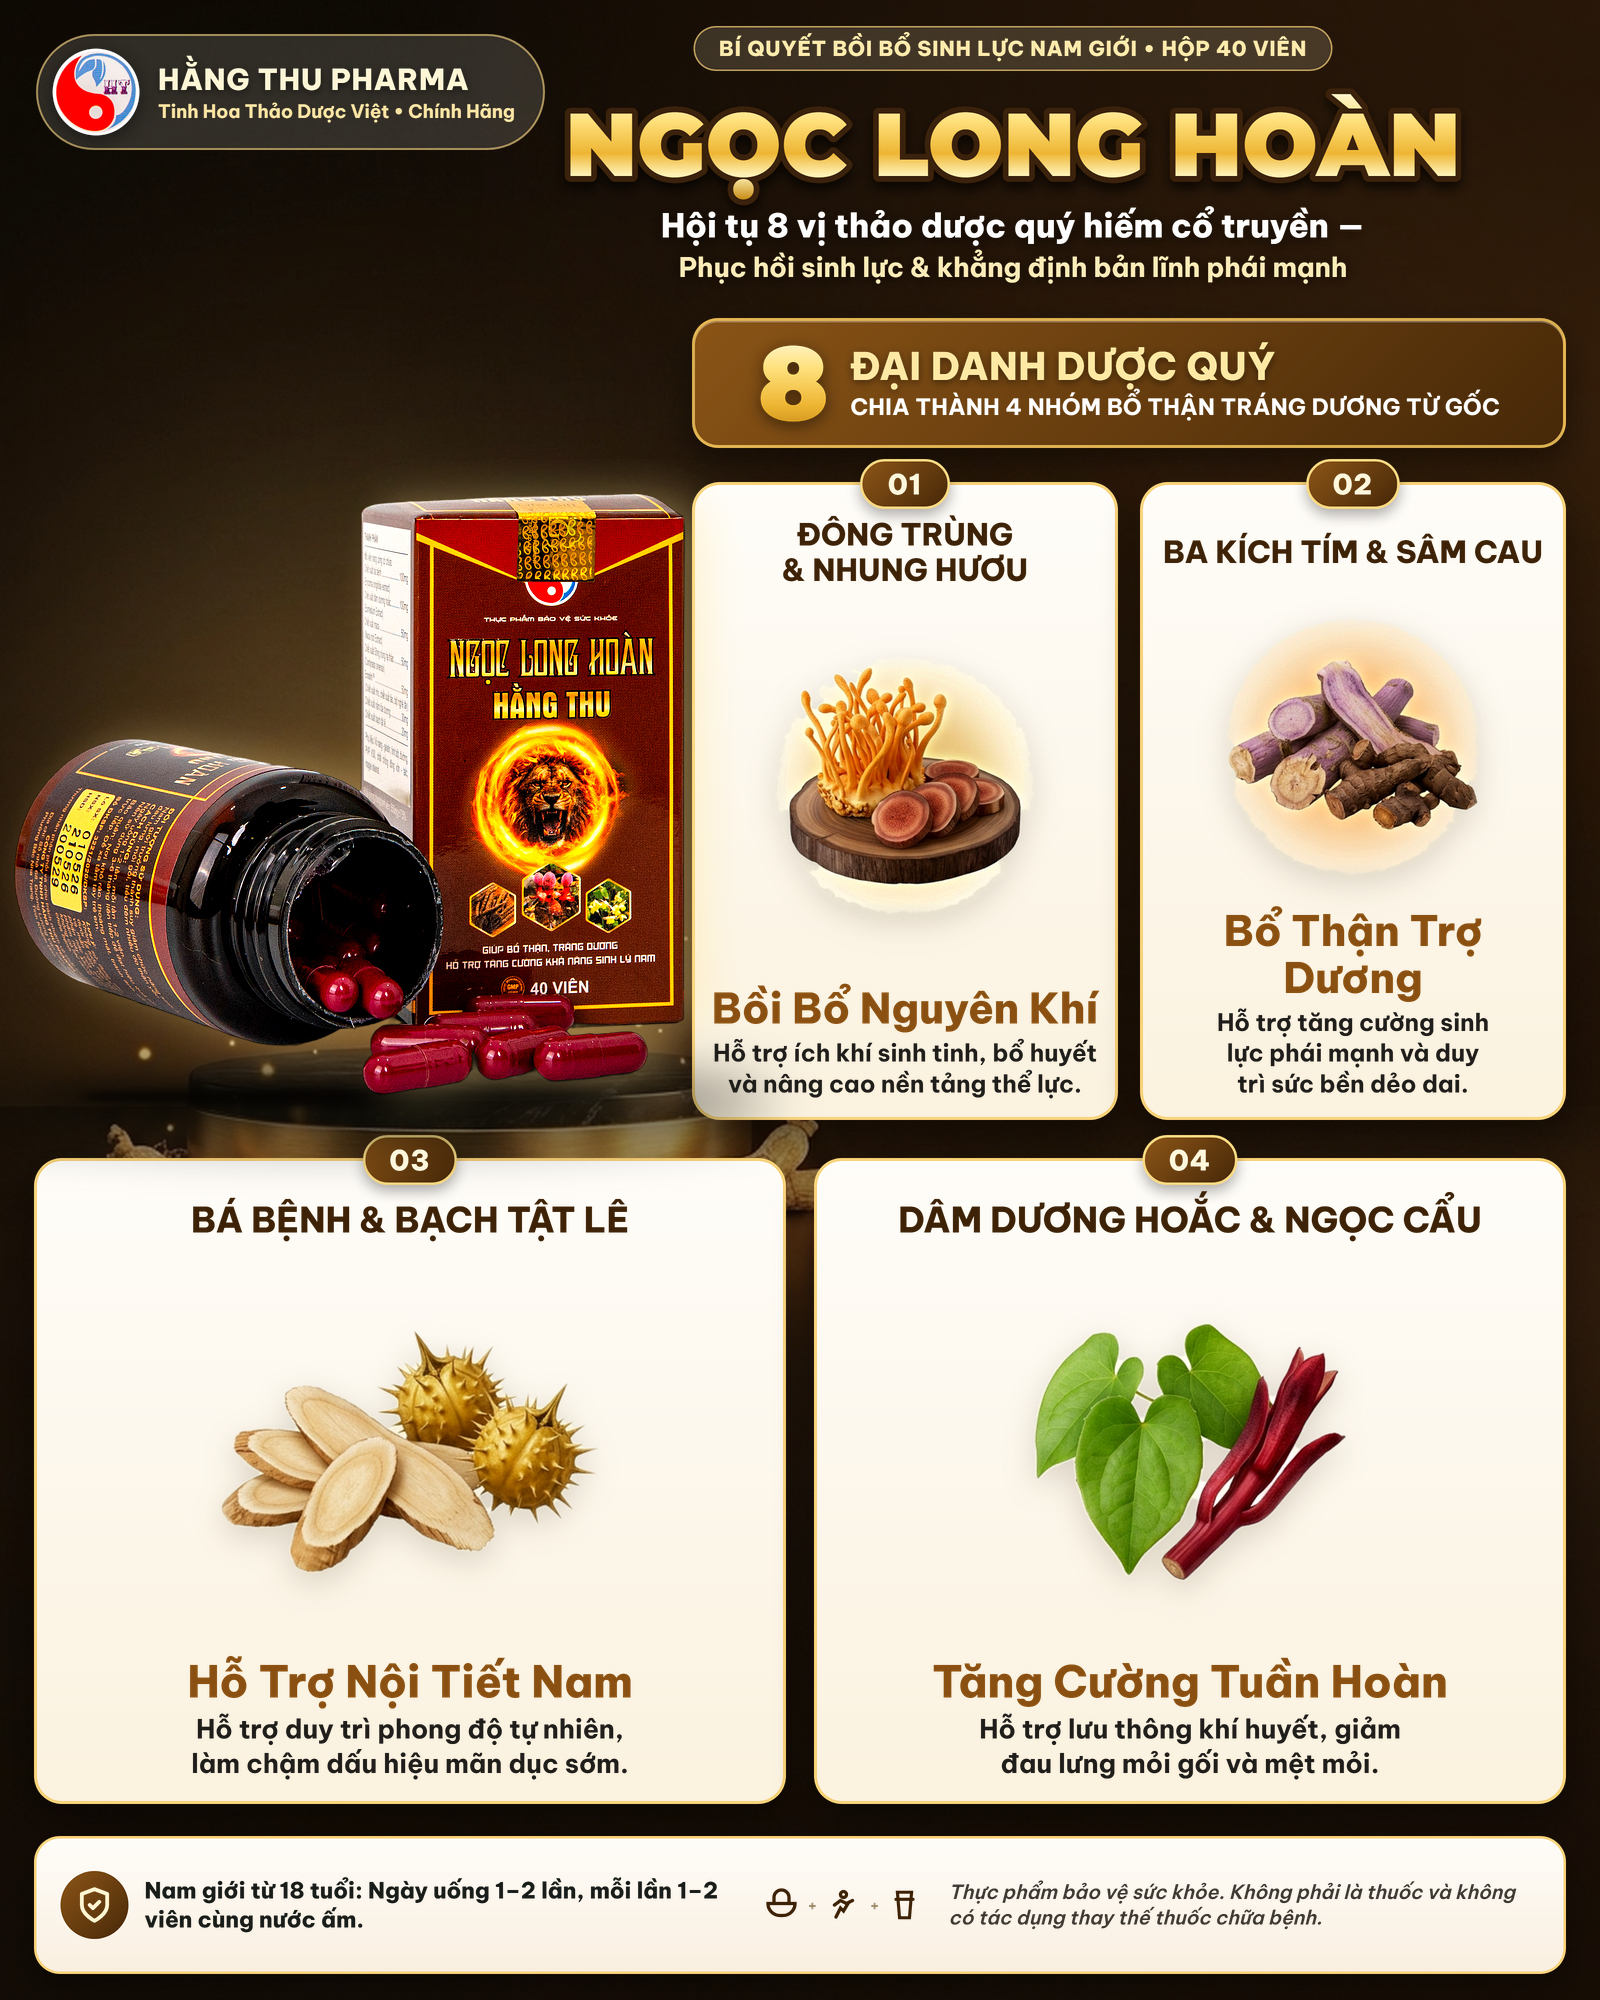 HẰNG THU PHARMA
Tinh Hoa Thảo Dược Việt • Chính Hãng
BÍ QUYẾT BỒI BỔ SINH LỰC NAM GIỚI • HỘP 40 VIÊN
NGỌC LONG HOÀN
Hội tụ 8 vị thảo dược quý hiếm cổ truyền —
Phục hồi sinh lực & khẳng định bản lĩnh phái mạnh
8
ĐẠI DANH DƯỢC QUÝ
CHIA THÀNH 4 NHÓM BỔ THẬN TRÁNG DƯƠNG TỪ GỐC
THỰC PHẨM BẢO VỆ SỨC KHỎE
NGỌC LONG HOÀN
HẰNG THU
GIÚP BỔ THẬN, TRÁNG DƯƠNG
HỖ TRỢ TĂNG CƯỜNG KHẢ NĂNG SINH LÝ NAM
GMP
40 VIÊN
010526
210526
200529
01
ĐÔNG TRÙNG
& NHUNG HƯƠU
Bồi Bổ Nguyên Khí
Hỗ trợ ích khí sinh tinh, bổ huyết
và nâng cao nền tảng thể lực.
02
BA KÍCH TÍM & SÂM CAU
Bổ Thận Trợ
Dương
Hỗ trợ tăng cường sinh
lực phái mạnh và duy
trì sức bền dẻo dai.
03
BÁ BỆNH & BẠCH TẬT LÊ
Hỗ Trợ Nội Tiết Nam
Hỗ trợ duy trì phong độ tự nhiên,
làm chậm dấu hiệu mãn dục sớm.
04
DÂM DƯƠNG HOẮC & NGỌC CẨU
Tăng Cường Tuần Hoàn
Hỗ trợ lưu thông khí huyết, giảm
đau lưng mỏi gối và mệt mỏi.
Nam giới từ 18 tuổi: Ngày uống 1–2 lần, mỗi lần 1–2
viên cùng nước ấm.
Thực phẩm bảo vệ sức khỏe. Không phải là thuốc và không
có tác dụng thay thế thuốc chữa bệnh.